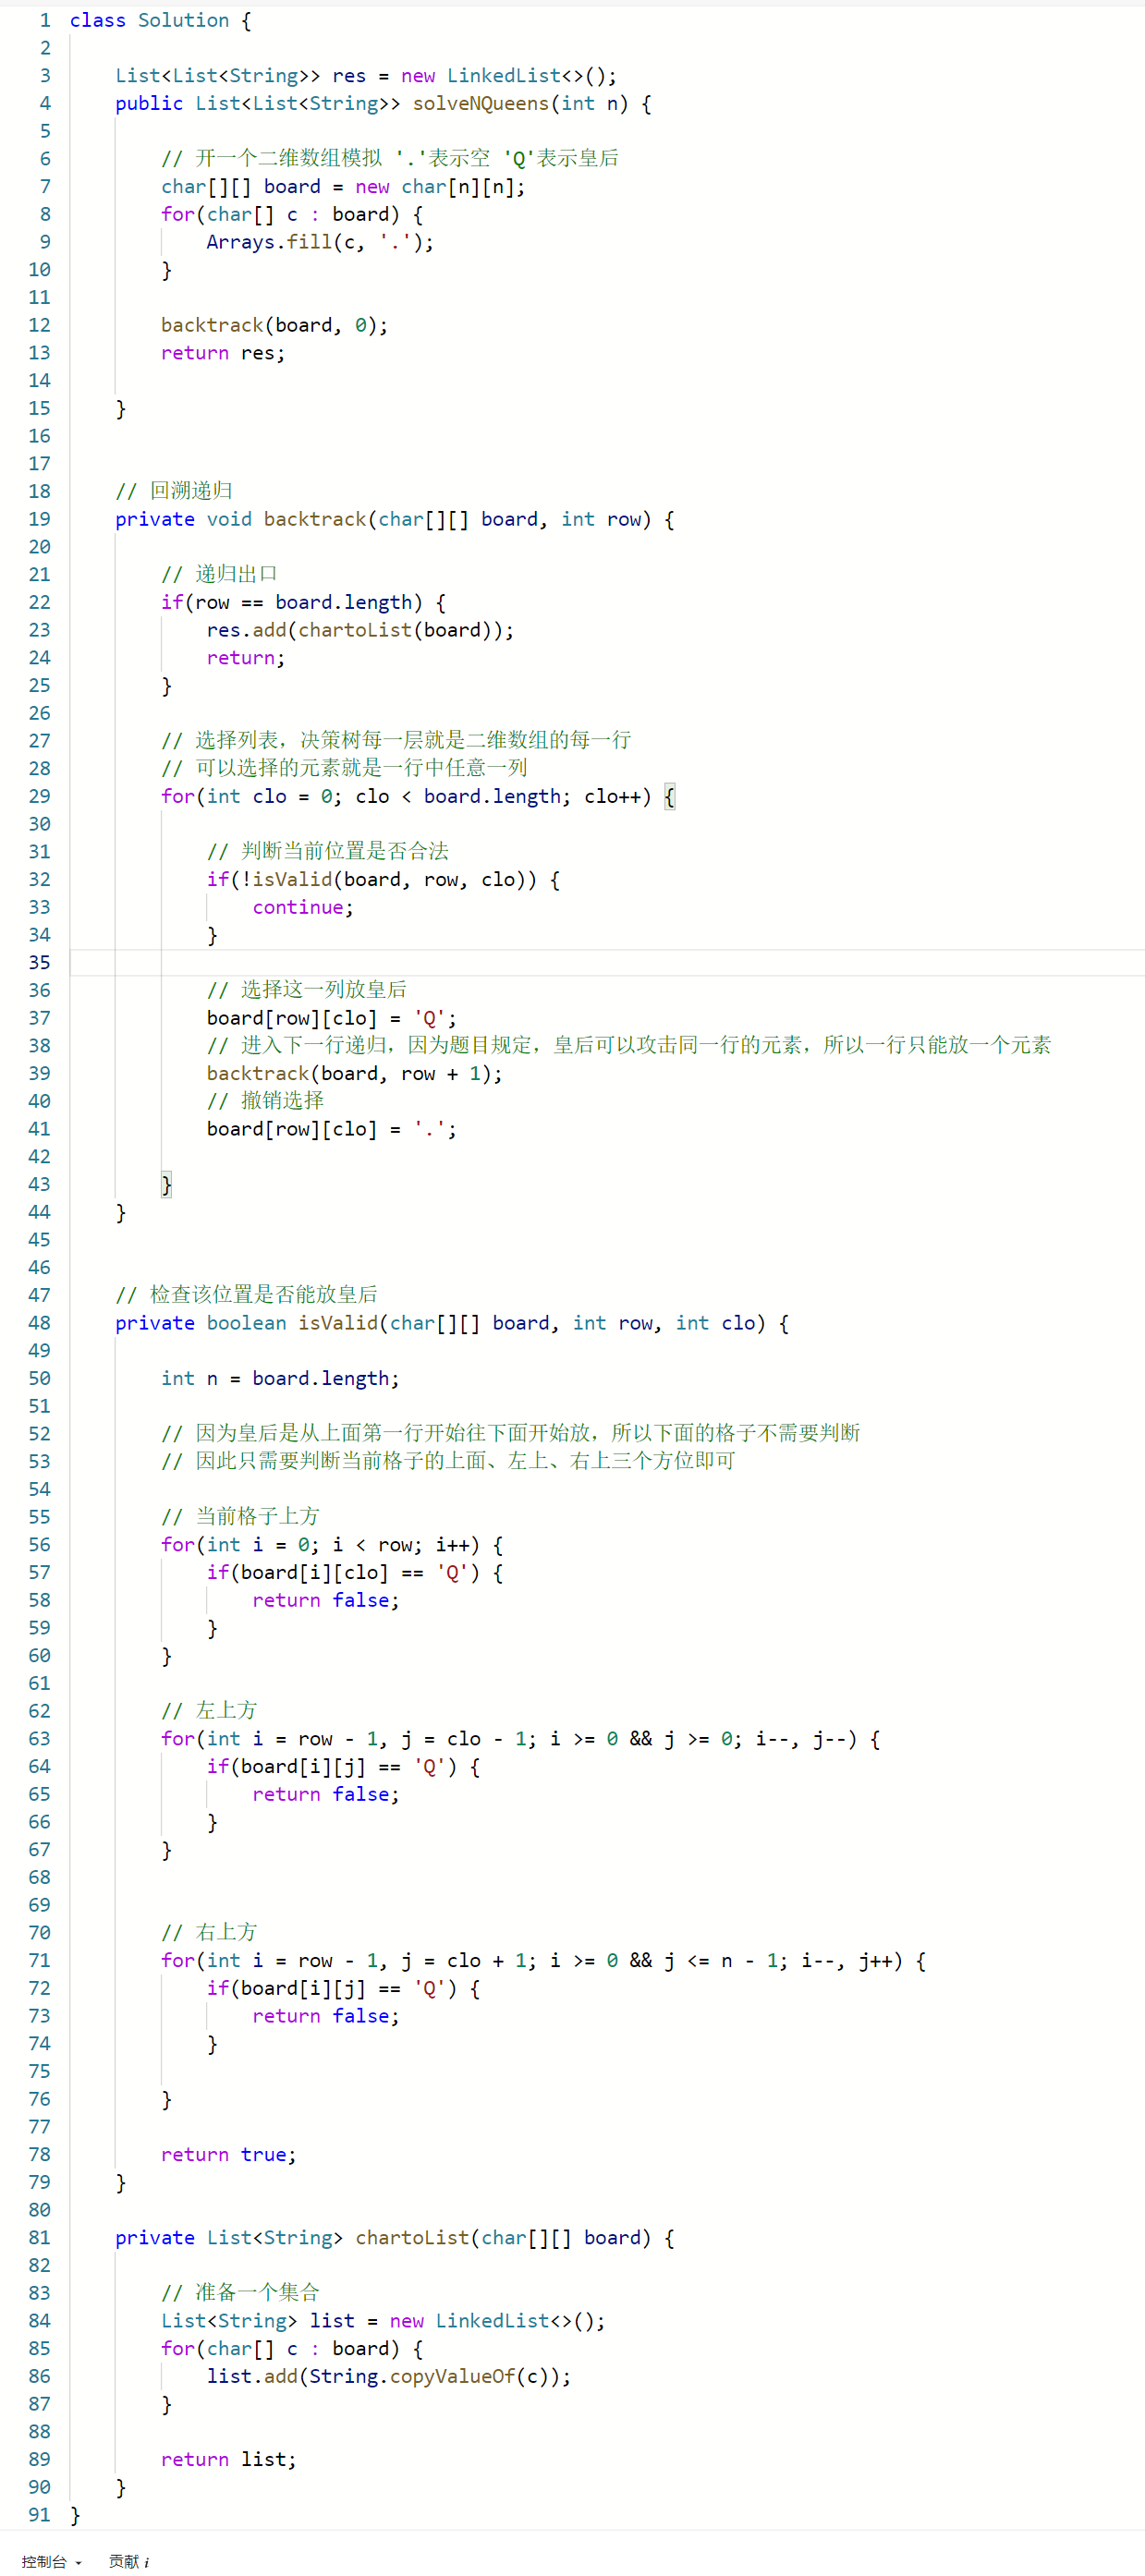 1 class Solution {
2
3 List<List<String>> res = new LinkedList<>();
4 public List<List<String>> solveNQueens(int n) {
5
6 // 开一个二维数组模拟 '.'表示空 'Q'表示皇后
7 char[][] board = new char[n][n];
8 for(char[] c : board) {
9 Arrays.fill(c, '.');
10 }
11
12 backtrack(board, 0);
13 return res;
14
15 }
16
17
18 // 回溯递归
19 private void backtrack(char[][] board, int row) {
20
21 // 递归出口
22 if(row == board.length) {
23 res.add(chartoList(board));
24 return;
25 }
26
27 // 选择列表，决策树每一层就是二维数组的每一行
28 // 可以选择的元素就是一行中任意一列
29 for(int clo = 0; clo < board.length; clo++) {
30
31 // 判断当前位置是否合法
32 if(!isValid(board, row, clo)) {
33 continue;
34 }
35
36 // 选择这一列放皇后
37 board[row][clo] = 'Q';
38 // 进入下一行递归，因为题目规定，皇后可以攻击同一行的元素，所以一行只能放一个元素
39 backtrack(board, row + 1);
40 // 撤销选择
41 board[row][clo] = '.';
42
43 }
44 }
45
46
47 // 检查该位置是否能放皇后
48 private boolean isValid(char[][] board, int row, int clo) {
49
50 int n = board.length;
51
52 // 因为皇后是从上面第一行开始往下面开始放，所以下面的格子不需要判断
53 // 因此只需要判断当前格子的上面、左上、右上三个方位即可
54
55 // 当前格子上方
56 for(int i = 0; i < row; i++) {
57 if(board[i][clo] == 'Q') {
58 return false;
59 }
60 }
61
62 // 左上方
63 for(int i = row - 1, j = clo - 1; i >= 0 && j >= 0; i--, j--) {
64 if(board[i][j] == 'Q') {
65 return false;
66 }
67 }
68
69
70 // 右上方
71 for(int i = row - 1, j = clo + 1; i >= 0 && j <= n - 1; i--, j++) {
72 if(board[i][j] == 'Q') {
73 return false;
74 }
75
76 }
77
78 return true;
79 }
80
81 private List<String> chartoList(char[][] board) {
82
83 // 准备一个集合
84 List<String> list = new LinkedList<>();
85 for(char[] c : board) {
86 list.add(String.copyValueOf(c));
87 }
88
89 return list;
90 }
91 }
控制台 贡献 i